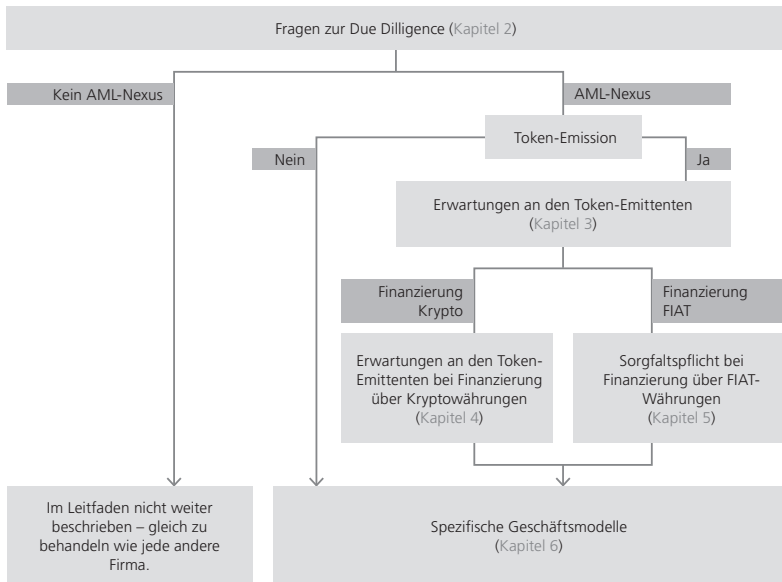 Fragen zur Due Dilligence (Kapitel 2)
Kein AML-Nexus
AML-Nexus
Token-Emission
Nein
Ja
Erwartungen an den Token-Emittenten
(Kapitel 3)
Finanzierung
Krypto
Finanzierung
FIAT
Erwartungen an den Token-
Emittenten bei Finanzierung
über Kryptowährungen
(Kapitel 4)
Sorgfaltspflicht bei
Finanzierung über FIAT-
Währungen
(Kapitel 5)
Im Leitfaden nicht weiter
beschrieben – gleich zu
behandeln wie jede andere
Firma.
Spezifische Geschäftsmodelle
(Kapitel 6)